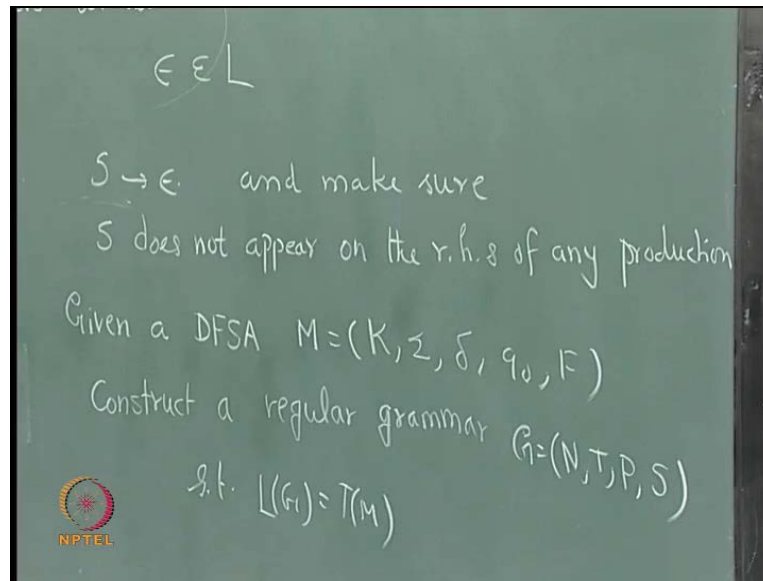 ϵ ε L
S → ϵ. and make sure
S does not appear on the r.h.s of any production
Given a DFSA M = (K, Σ, δ, q₀, F)
Construct a regular grammar G = (N, T, P, S)
s.t. L(G) = T(M)
NPTEL